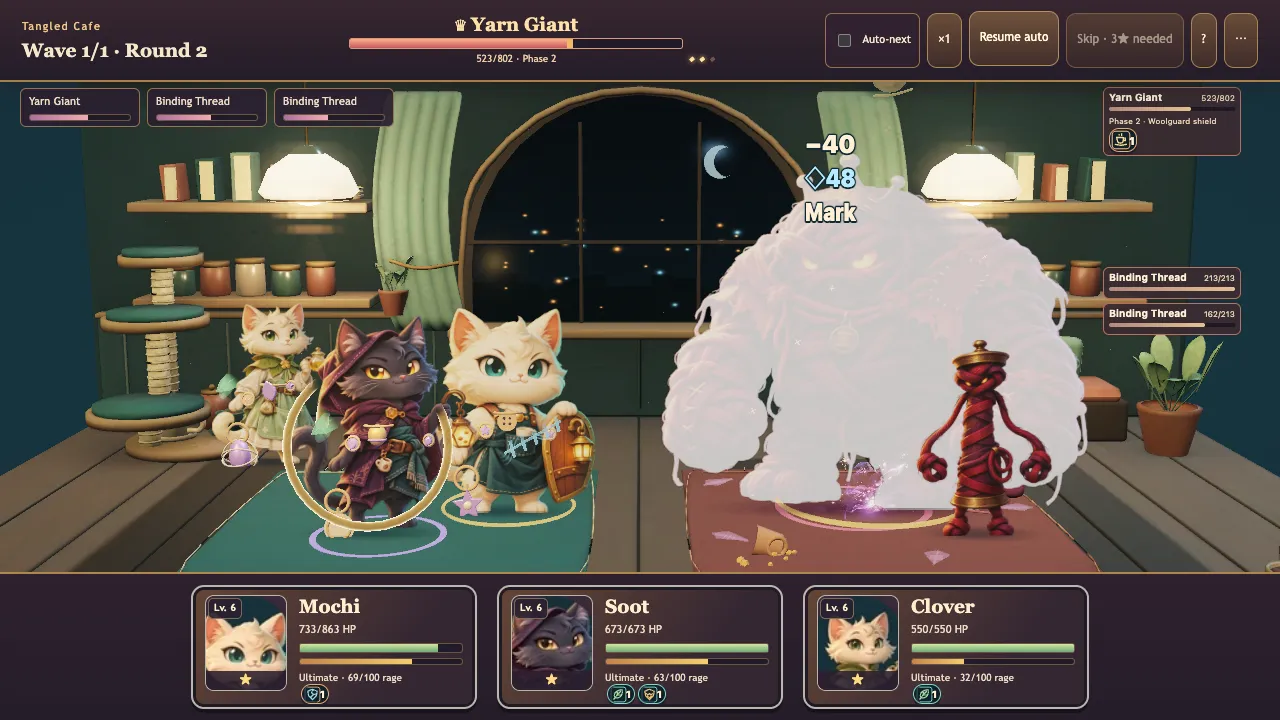 Tangled Cafe
Wave 1/1 · Round 2
♛ Yarn Giant
523/802 · Phase 2
Auto-next
×1
Resume auto
Skip · 3★ needed
?
...
Yarn Giant
Binding Thread
Binding Thread
Yarn Giant 523/802
Phase 2 · Woolguard shield
1
−40
48
Mark
Binding Thread 213/213
Binding Thread 162/213
Lv. 6
Mochi
733/863 HP
Ultimate · 69/100 rage
1
Lv. 6
Soot
673/673 HP
Ultimate · 63/100 rage
1 1
Lv. 6
Clover
550/550 HP
Ultimate · 32/100 rage
1